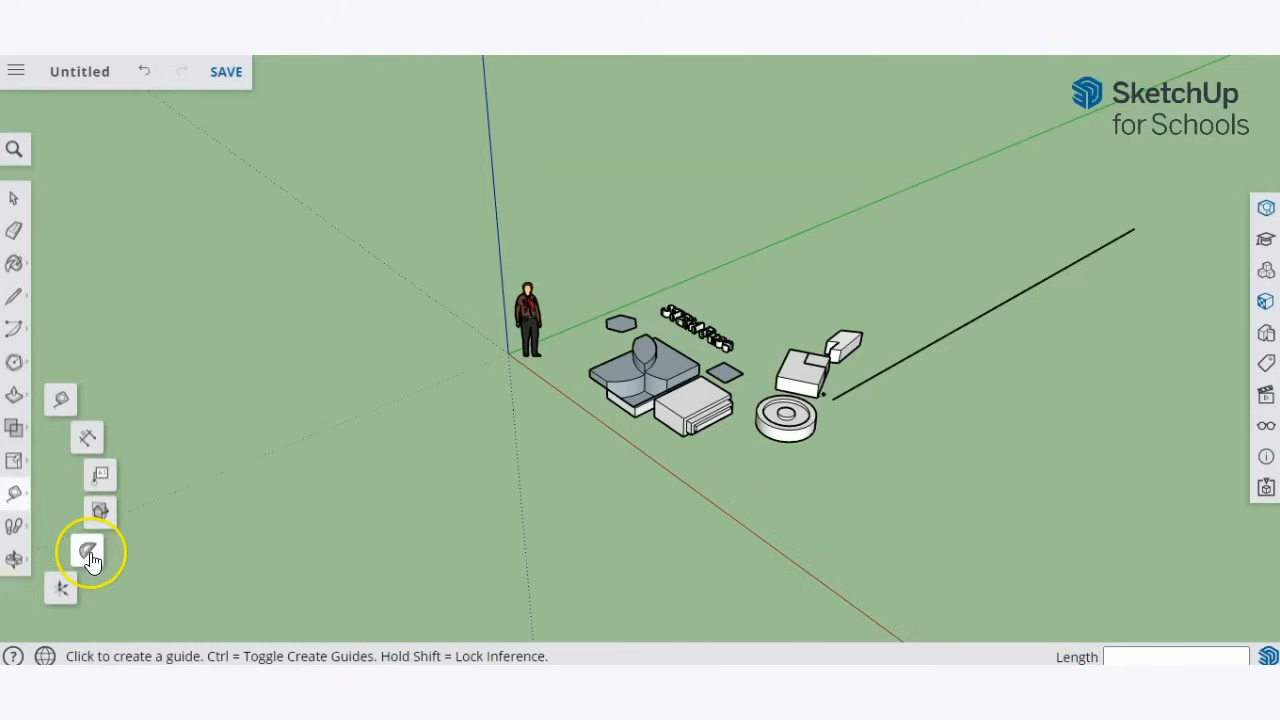 Untitled
SAVE
SketchUp
for Schools
Click to create a guide. Ctrl = Toggle Create Guides. Hold Shift = Lock Inference.
Length